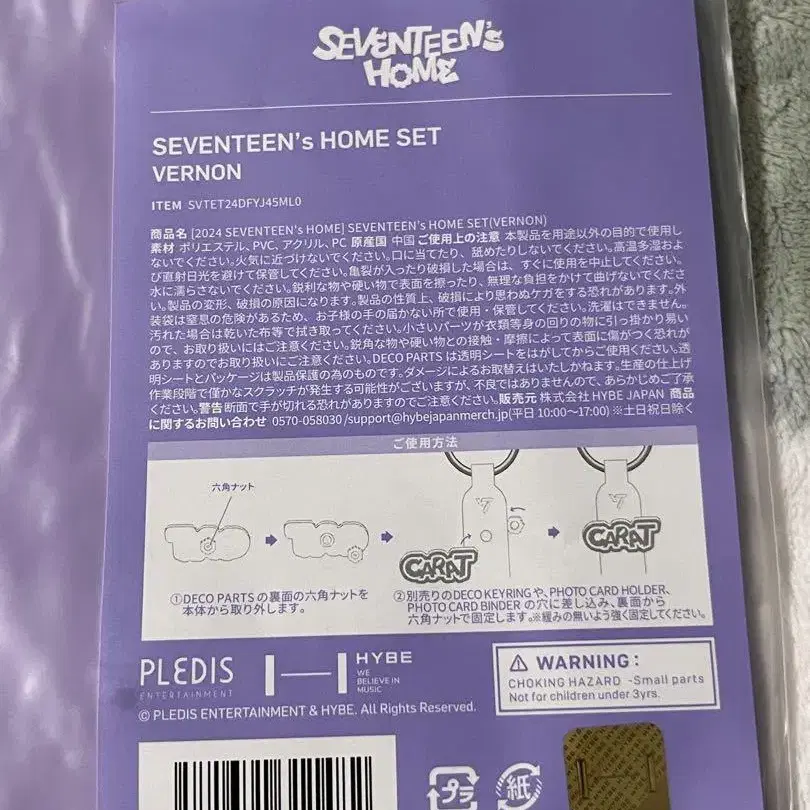 SEVENTEEN's
HOME
SEVENTEEN's HOME SET
VERNON
ITEM SVTET24DFYJ45ML0
商品名 [2024 SEVENTEEN's HOME] SEVENTEEN's HOME SET(VERNON)
素材 ポリエステル, PVC, アクリル, PC 原産国 中国 ご使用上の注意 本製品を用途以外の目的で使用し
ないでください。火気に近づけないでください。口に当てたり、舐めたりしないでください。高温多湿およ
び直射日光を避けて保管してください。亀裂が入ったり破損した場合は、すぐに使用を中止してください。
水に濡らさないでください。鋭利な物や硬い物で表面を擦ったり、無理な負担をかけて曲げないでくださ
い。製品の変形、破損の原因になります。製品の性質上、破損により思わぬケガをする恐れがあります。外
装袋は窒息の危険があるため、お子様の手の届かない所で使用・保管してください。洗濯はできません。
汚れた場合は乾いた布等で拭き取ってください。小さいパーツが衣類等身の回りの物に引っ掛かり易い
ので、お取り扱いにはご注意ください。鋭角な物や硬い物との接触・摩擦によって表面に傷がつく恐れが
ありますのでお取り扱いにご注意ください。DECO PARTS は透明シートをはがしてからご使用ください。透
明シートとパッケージは製品保護の為のものです。ダメージによるお取替えはいたしかねます。生産の仕上げ
作業段階で僅かなスクラッチが発生する可能性がございますが、不良ではありませんので、あらかじめご了承
ください。警告 断面で手が切れる恐れがありますのでご注意ください。販売元 株式会社 HYBE JAPAN 商品
に関するお問い合わせ 0570-058030 /support@hybejapanmerch.jp(平日 10:00〜17:00) ※土日祝日除く
ご使用方法
六角ナット
CARAT
CARAT
①DECO PARTS の裏面の六角ナットを
本体から取り外します。
②別売りの DECO KEYRING や、PHOTO CARD HOLDER,
PHOTO CARD BINDER の穴に差し込み、裏面から
六角ナットで固定します。※緩みの無いよう強く固定してください。
PLEDIS
ENTERTAINMENT
HYBE
WE
BELIEVE IN
MUSIC
© PLEDIS ENTERTAINMENT & HYBE. All Rights Reserved.
⚠ WARNING :
CHOKING HAZARD -Small parts
Not for children under 3yrs.
プラ
紙